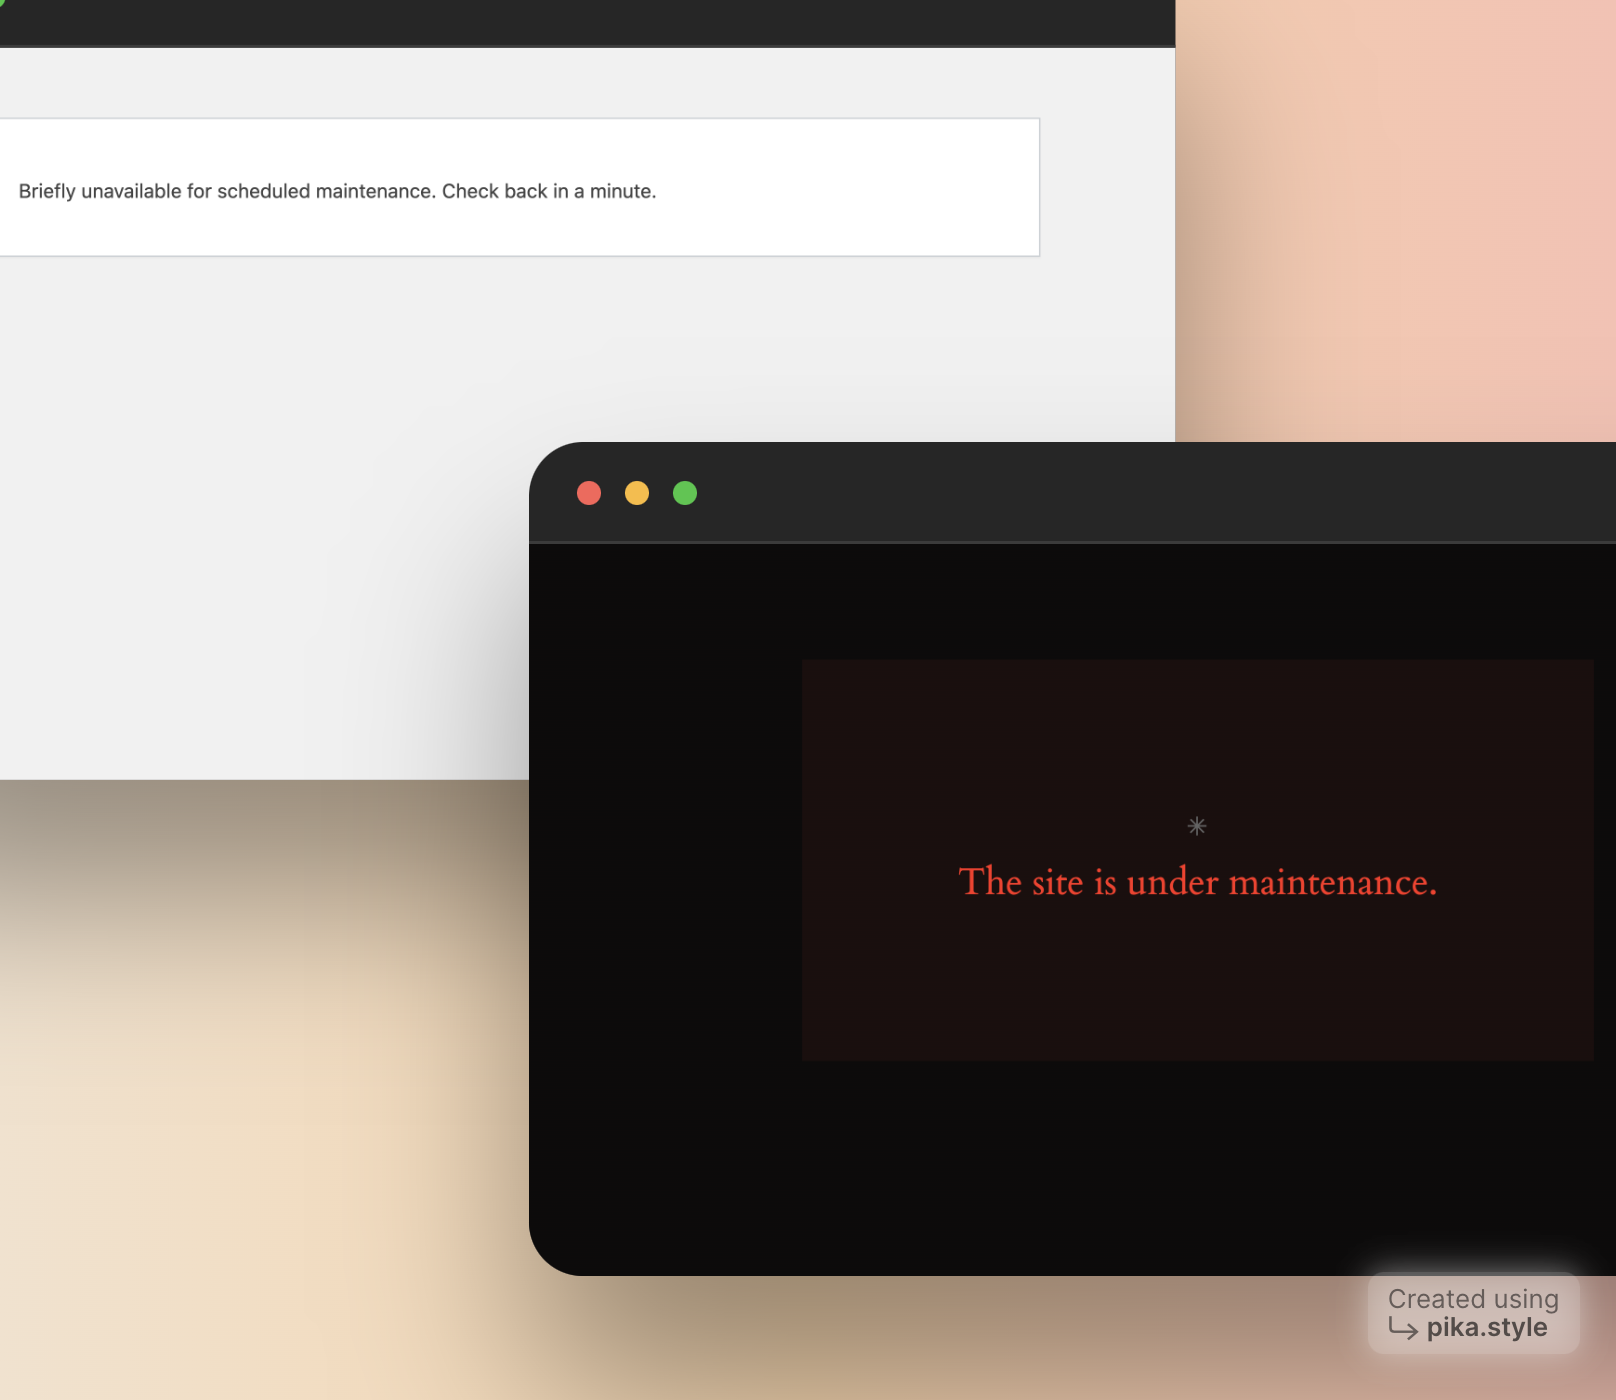 Briefly unavailable for scheduled maintenance. Check back in a minute.
The site is under maintenance.
Created using
pika.style